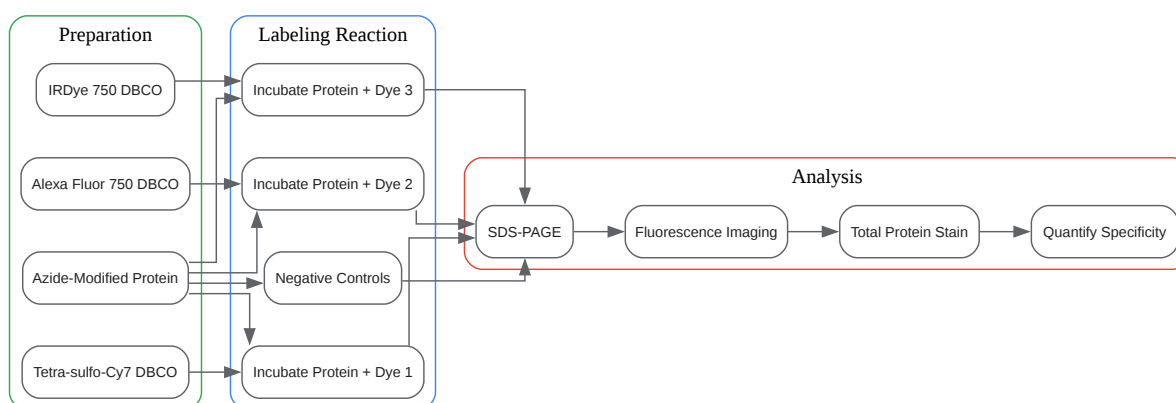 Preparation
Labeling Reaction
IRDye 750 DBCO
Incubate Protein + Dye 3
Alexa Fluor 750 DBCO
Incubate Protein + Dye 2
Analysis
SDS-PAGE
Fluorescence Imaging
Total Protein Stain
Quantify Specificity
Azide-Modified Protein
Negative Controls
Tetra-sulfo-Cy7 DBCO
Incubate Protein + Dye 1